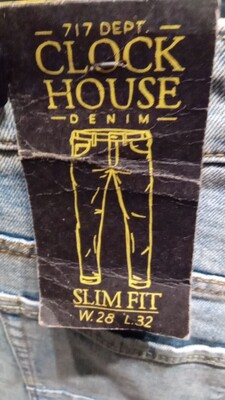 717 DEPT.
CLOCK
HOUSE
DENIM
SLIM FIT
W.28 L.32